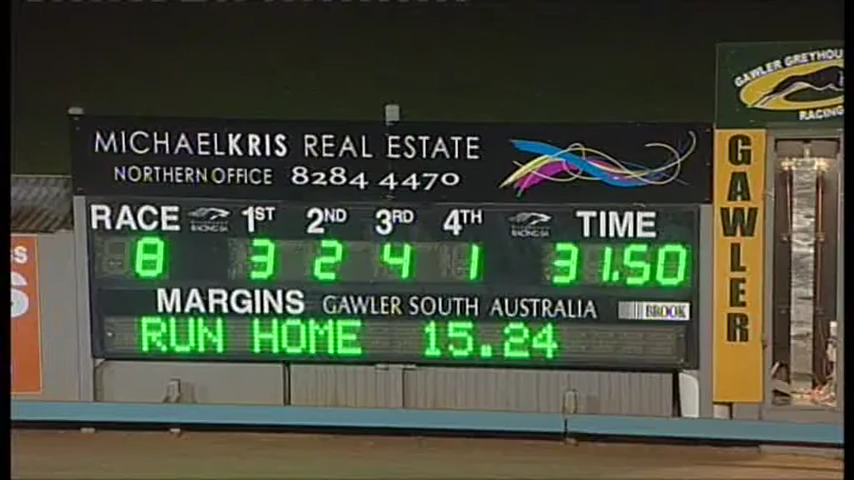 GAWLER GREYHOU
RACING
MICHAELKRIS REAL ESTATE
NORTHERN OFFICE 8284 4470
RACE 1ST 2ND 3RD 4TH TIME
8 3 2 4 1 31.50
MARGINS GAWLER SOUTH AUSTRALIA BROOK
RUN HOME 15.24
GAWLER
S
S